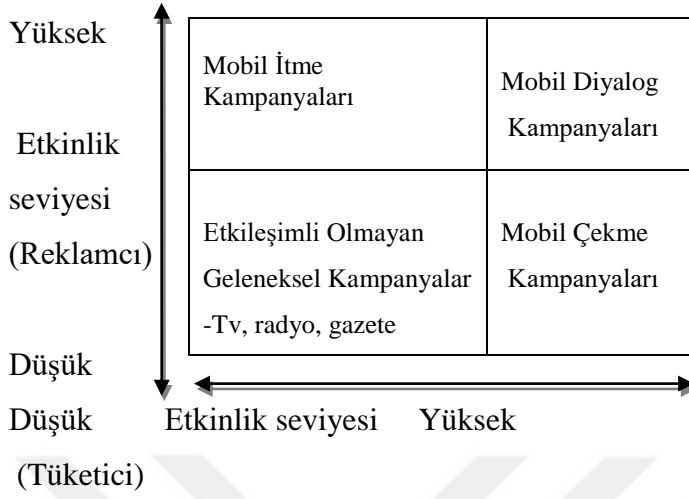 Yüksek
Mobil İtme
Kampanyaları
Mobil Diyalog
Kampanyaları
Etkinlik
seviyesi
(Reklamcı)
Etkileşimli Olmayan
Geleneksel Kampanyalar
-Tv, radyo, gazete
Mobil Çekme
Kampanyaları
Düşük
Düşük Etkinlik seviyesi Yüksek
(Tüketici)